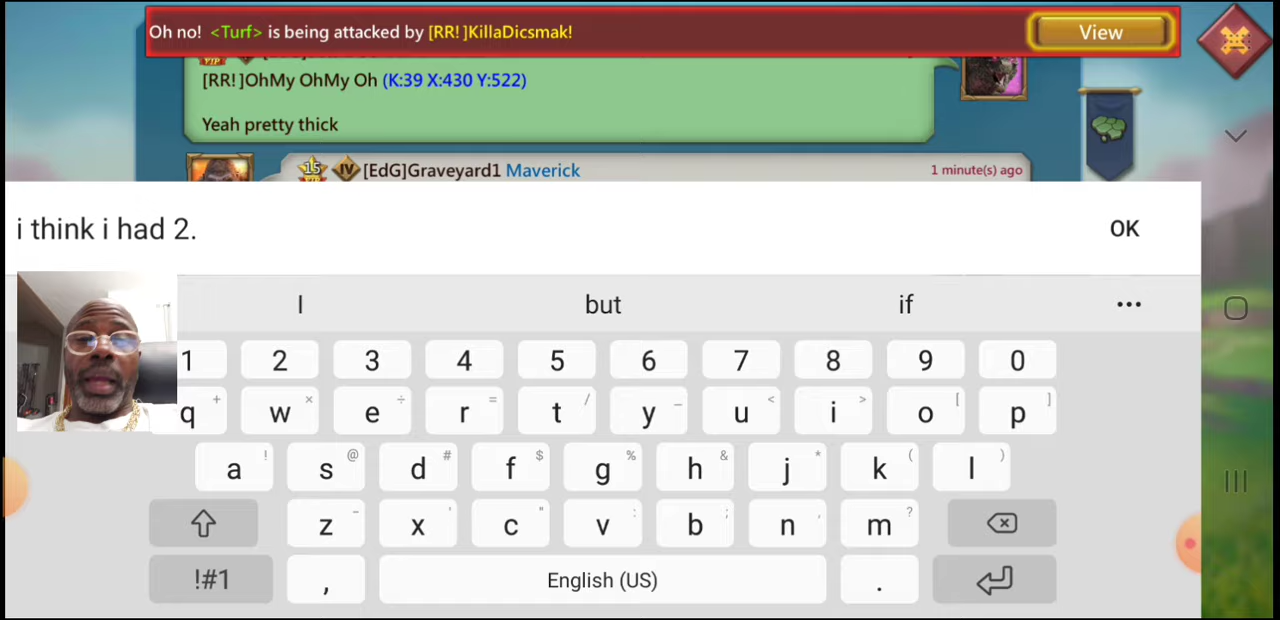 Oh no! <Turf> is being attacked by [RR!]KillaDicsmak!
View
[RR!]OhMy OhMy Oh (K:39 X:430 Y:522)
Yeah pretty thick
15 IV [EdG]Graveyard1 Maverick 1 minute(s) ago
i think i had 2.
OK
I but if •••
1 2 3 4 5 6 7 8 9 0
q + w × e ÷ r = t / y _ u < i > o [ p ]
a ! s @ d # f $ g % h & j * k ( l )
z - x ' c " v : b ; n , m ?
!#1 , English (US) .